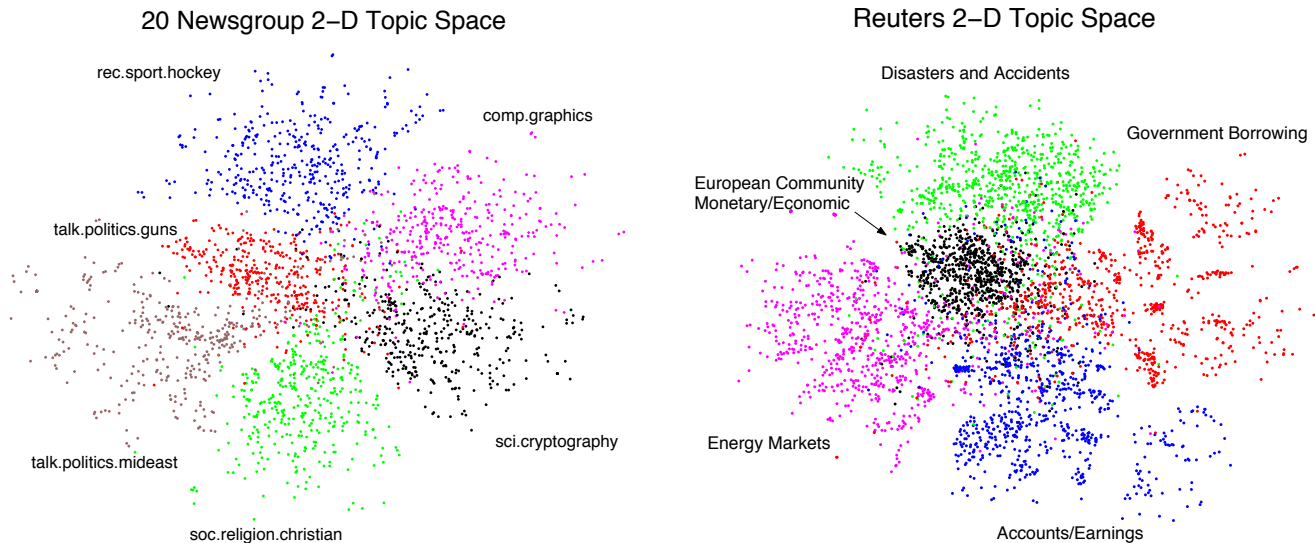 20 Newsgroup 2−D Topic Space
rec.sport.hockey
comp.graphics
talk.politics.guns
sci.cryptography
talk.politics.mideast
soc.religion.christian
Reuters 2−D Topic Space
Disasters and Accidents
Government Borrowing
European Community
Monetary/Economic
Energy Markets
Accounts/Earnings